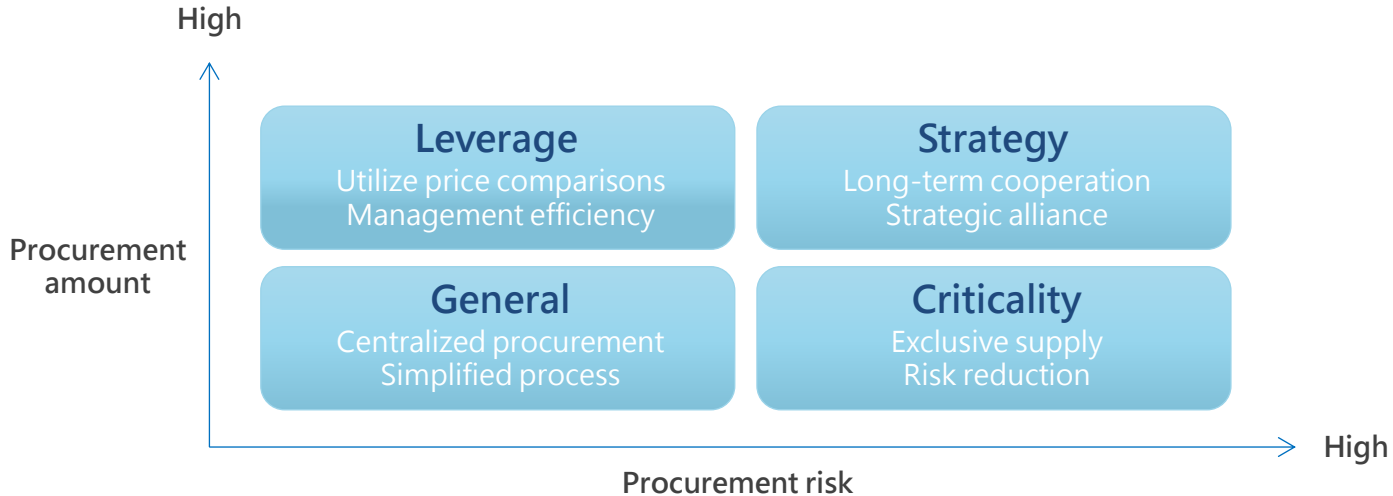 High
Leverage
Utilize price comparisons
Management efficiency
Strategy
Long-term cooperation
Strategic alliance
Procurement
amount
General
Centralized procurement
Simplified process
Criticality
Exclusive supply
Risk reduction
High
Procurement risk